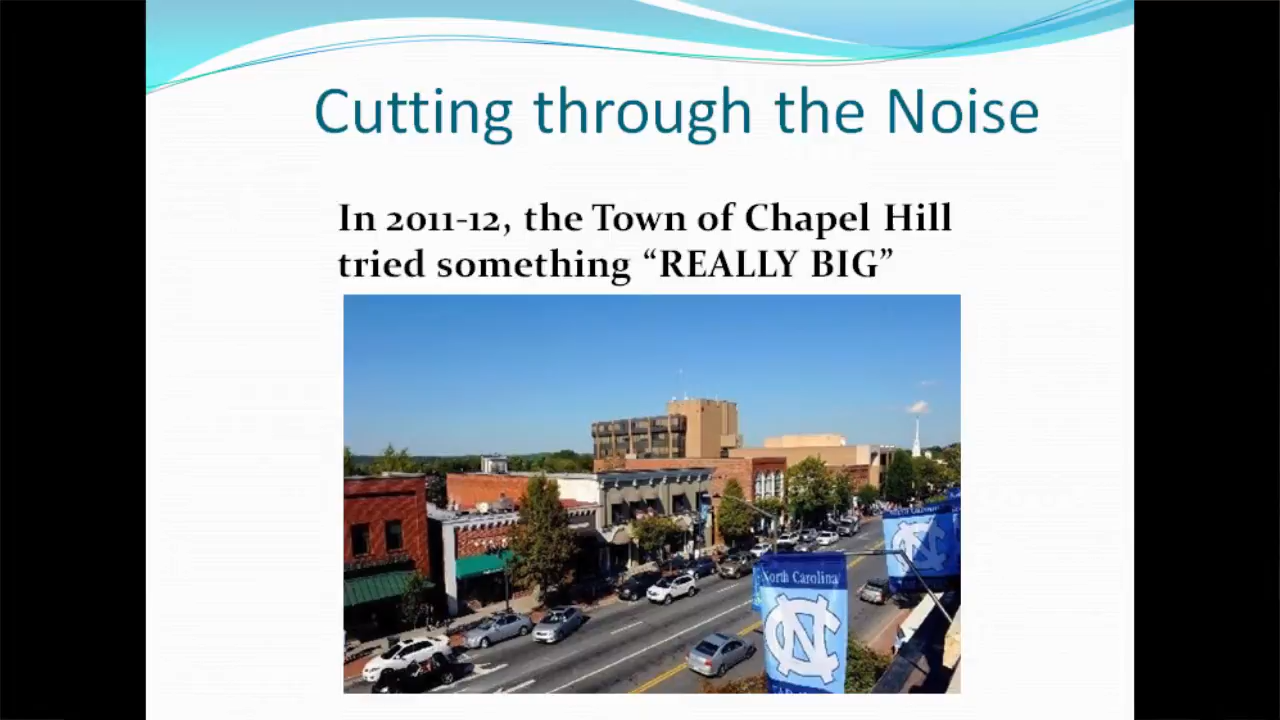 Cutting through the Noise
In 2011-12, the Town of Chapel Hill
tried something “REALLY BIG”
North Carolina
NC